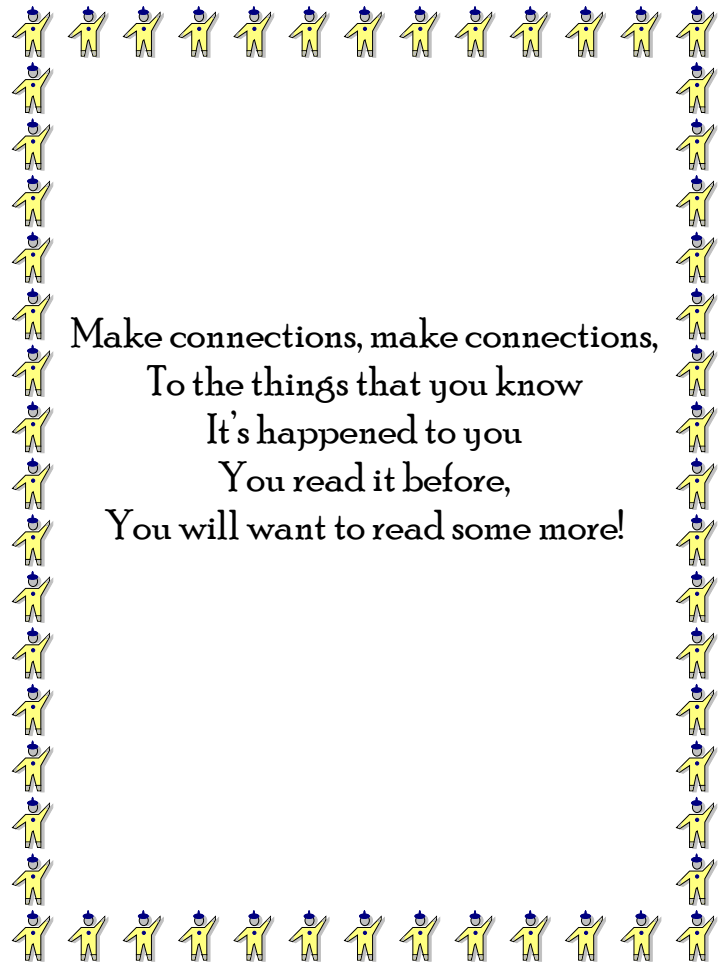 Make connections, make connections,
To the things that you know
It's happened to you
You read it before,
You will want to read some more!